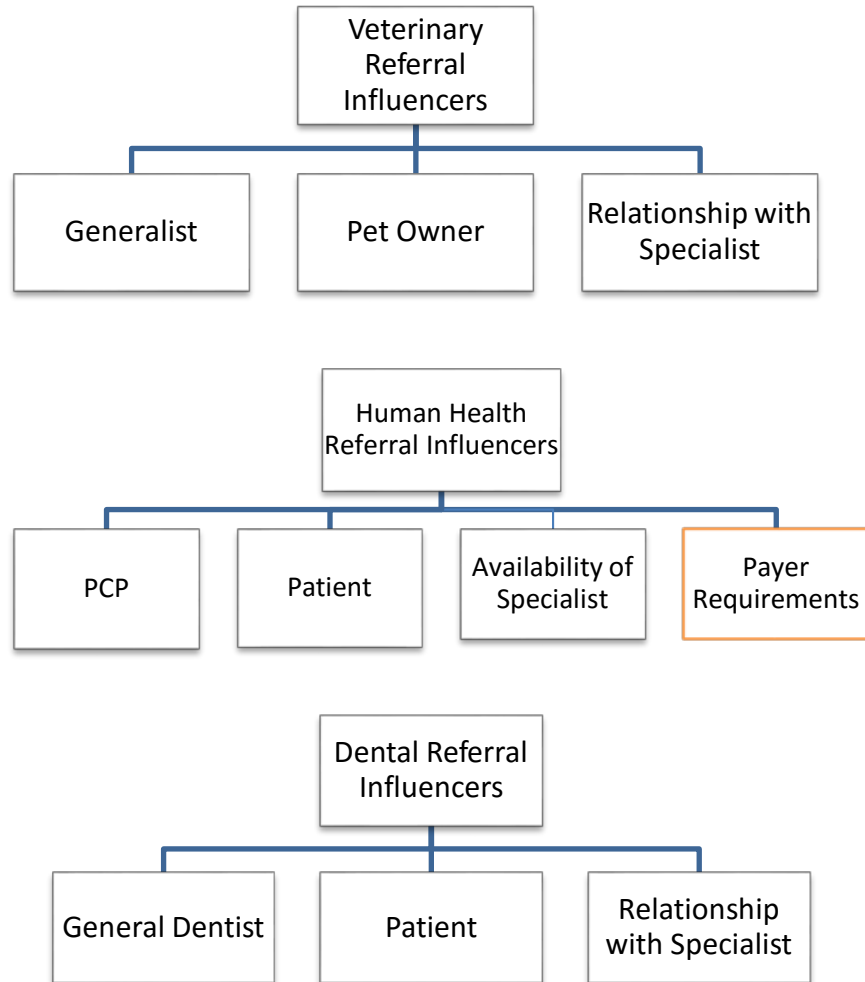 Veterinary
Referral
Influencers
Generalist
Pet Owner
Relationship with
Specialist
Human Health
Referral Influencers
PCP
Patient
Availability of
Specialist
Payer
Requirements
Dental Referral
Influencers
General Dentist
Patient
Relationship
with Specialist